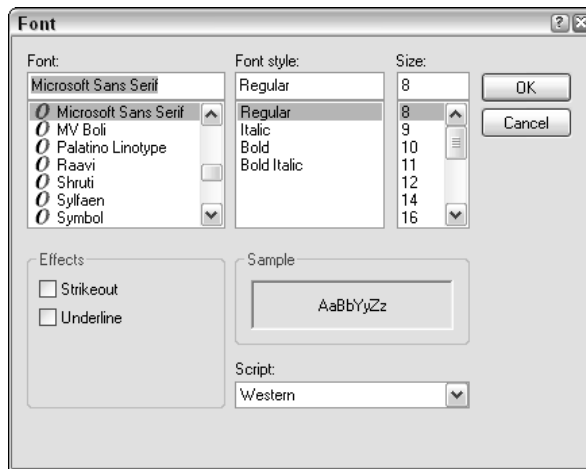 Font
Font:
Microsoft Sans Serif
Microsoft Sans Serif
MV Boli
Palatino Linotype
Raavi
Shruti
Sylfaen
Symbol
Font style:
Regular
Regular
Italic
Bold
Bold Italic
Size:
8
8
9
10
11
12
14
16
OK
Cancel
Effects
Strikeout
Underline
Sample
AaBbYyZz
Script:
Western